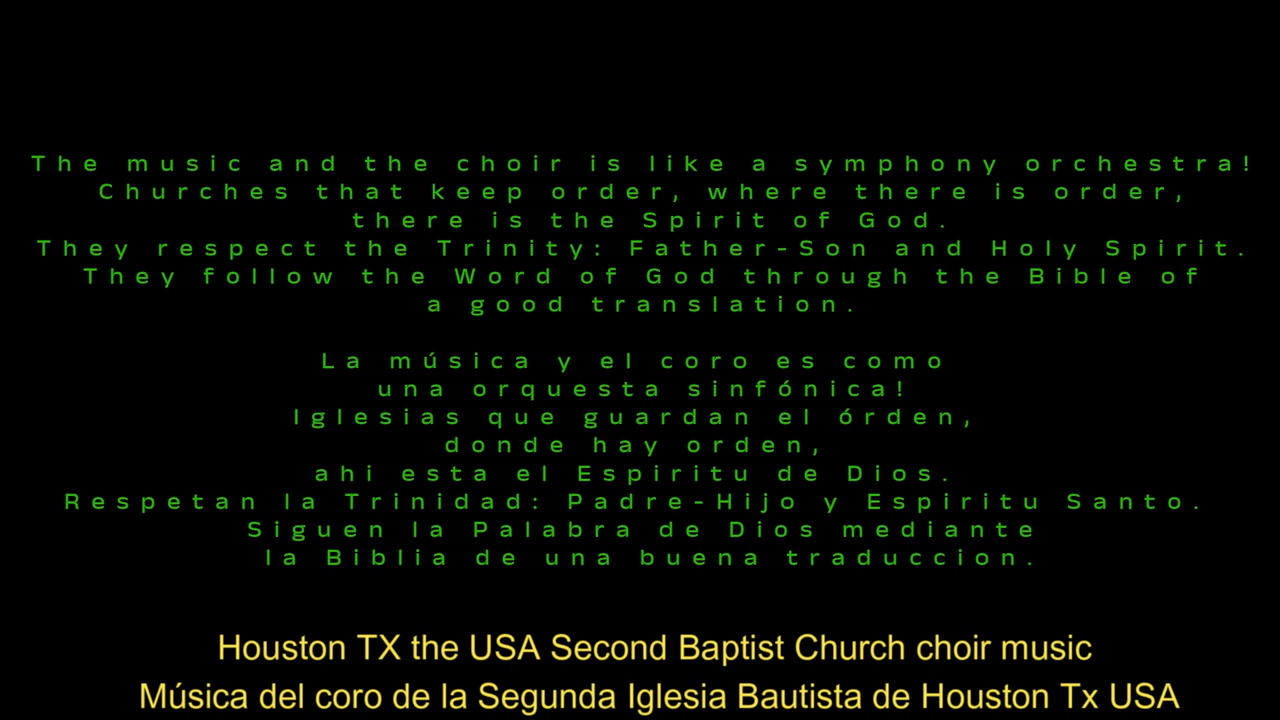 The music and the choir is like a symphony orchestra!
Churches that keep order, where there is order,
there is the Spirit of God.
They respect the Trinity: Father-Son and Holy Spirit.
They follow the Word of God through the Bible of
a good translation.
La música y el coro es como
una orquesta sinfónica!
Iglesias que guardan el órden,
donde hay orden,
ahi esta el Espiritu de Dios.
Respetan la Trinidad: Padre-Hijo y Espiritu Santo.
Siguen la Palabra de Dios mediante
la Biblia de una buena traduccion.
Houston TX the USA Second Baptist Church choir music
Música del coro de la Segunda Iglesia Bautista de Houston Tx USA